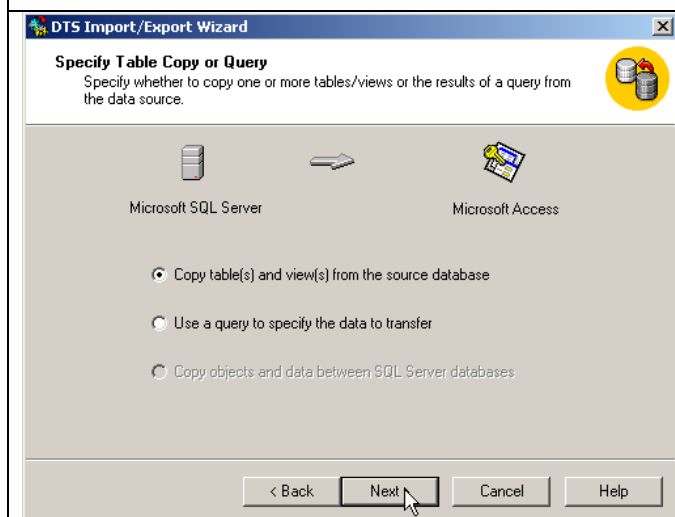 DTS Import/Export Wizard
Specify Table Copy or Query
Specify whether to copy one or more tables/views or the results of a query from
the data source.
Microsoft SQL Server
Microsoft Access
Copy table(s) and view(s) from the source database
Use a query to specify the data to transfer
Copy objects and data between SQL Server databases
< Back
Next
Cancel
Help